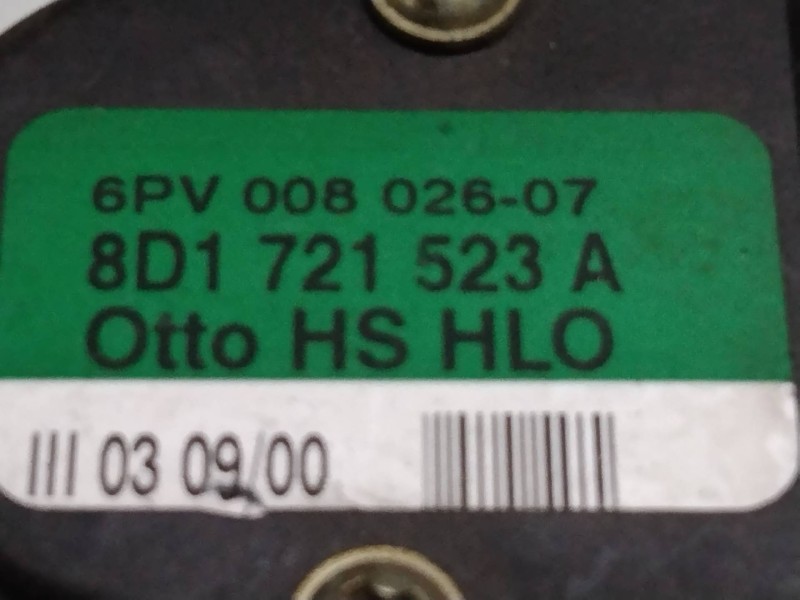 6PV 008 026-07
8D1 721 523 A
Otto HS HLO
III 03 09/00